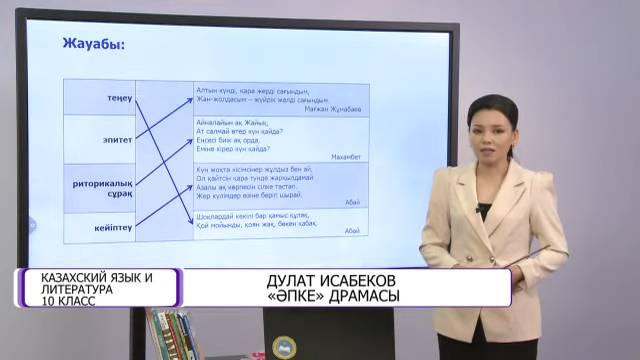 Жауабы:
теңеу
Алтын күнді, қара жерді сағындым,
Жан-жолдасым – жүйрік желді сағындым.
Мағжан Жұмабаев
эпитет
Айналайын ақ Жайық,
Ат салмай өтер күн қайда?
Еңсесі биік ақ орда,
Еміне кірер күн қайда?
Махамбет
риторикалық
сұрақ
Күн жоқта кісімсінер жұлдыз бен ай,
Ол қайтсін қара түнде жарқылдамай
Азалы ақ көрпесін сілке тастап.
Жер күлімдер өзіне беріп шырай.
Абай
кейіптеу
Шоқпардай кекілі бар қамыс құлақ,
Қой мойынды, қоян жақ, бөкен қабақ.
Абай
КАЗАХСКИЙ ЯЗЫК И
ЛИТЕРАТУРА
10 КЛАСС
ДУЛАТ ИСАБЕКОВ
«ӘПКЕ» ДРАМАСЫ